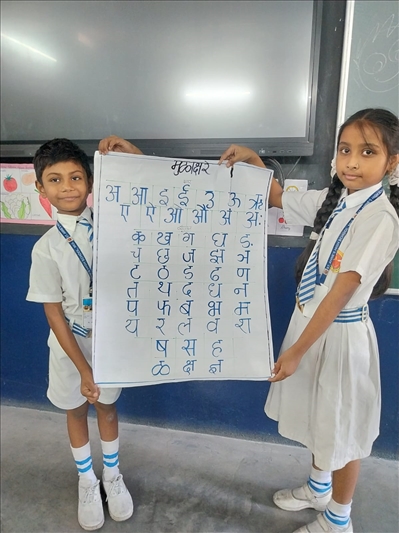 मुळाक्षर
अ आ इ ई उ ऊ ऋ
ए ऐ ओ औ अं अः
क ख ग घ ङ
च छ ज झ ञ
ट ठ ड ढ ण
त थ द ध न
प फ ब भ म
य र ल व श
ष स ह
ळ क्ष ज्ञ